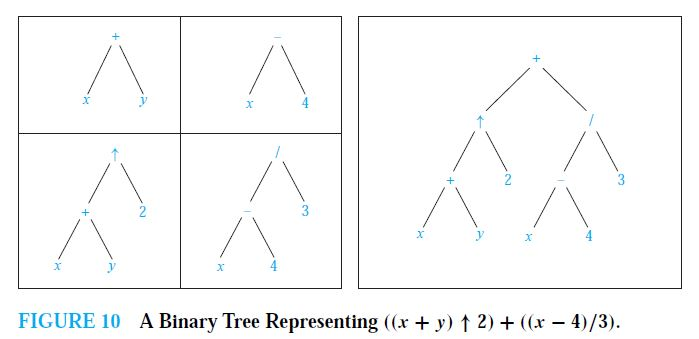 +
x y
−
x 4
↑
+ 2
x y
/
− 3
x 4
+
↑ /
+ 2 − 3
x y x 4
FIGURE 10 A Binary Tree Representing ((x + y) ↑ 2) + ((x − 4)/3).